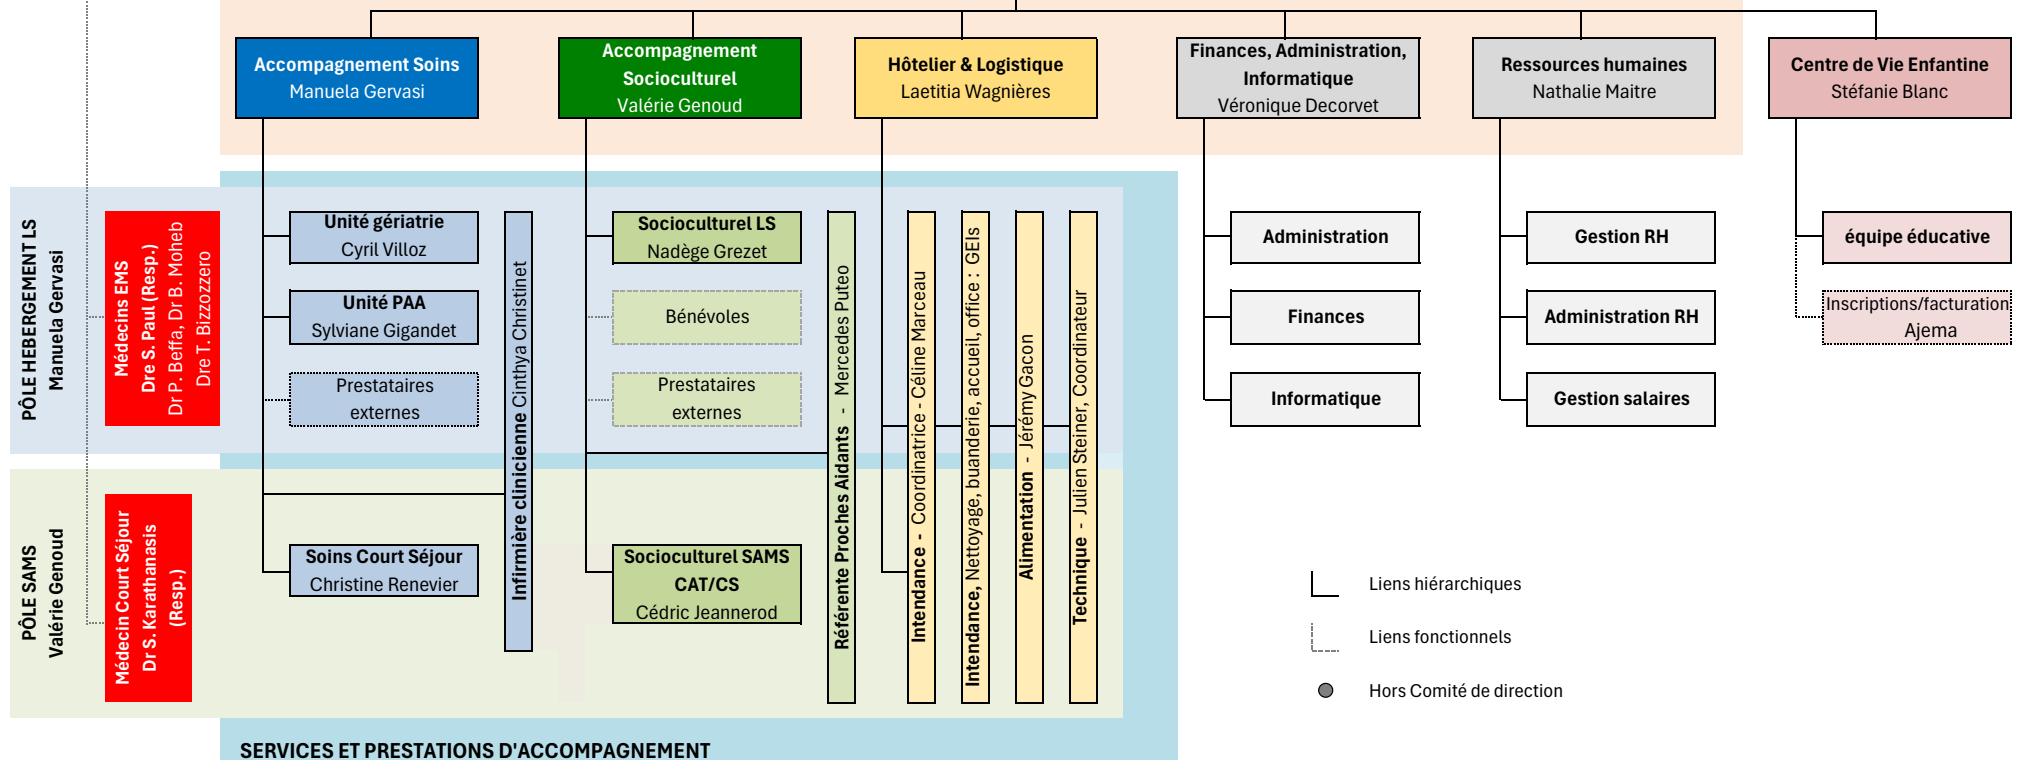 Accompagnement Soins
Manuela Gervasi
Accompagnement
Socioculturel
Valérie Genoud
Hôtelier & Logistique
Laetitia Wagnières
Finances, Administration,
Informatique
Véronique Decorvet
Ressources humaines
Nathalie Maitre
Centre de Vie Enfantine
Stéfanie Blanc
PÔLE HEBERGEMENT LS
Manuela Gervasi
Médecins EMS
Dre S. Paul (Resp.)
Dr P. Beffa, Dr B. Moheb
Dre T. Bizzozzero
Unité gériatrie
Cyril Villoz
Unité PAA
Sylviane Gigandet
Prestataires
externes
Infirmière clinicienne Cinthya Christinet
Socioculturel LS
Nadège Grezet
Bénévoles
Prestataires
externes
Référente Proches Aidants - Mercedes Puteo
Intendance - Coordinatrice - Céline Marceau
Intendance, Nettoyage, buanderie, accueil, office : GEIs
Alimentation - Jérémy Gacon
Technique - Julien Steiner, Coordinateur
Administration
Finances
Informatique
Gestion RH
Administration RH
Gestion salaires
équipe éducative
Inscriptions/facturation
Ajema
PÔLE SAMS
Valérie Genoud
Médecin Court Séjour
Dr S. Karathanasis
(Resp.)
Soins Court Séjour
Christine Renevier
Socioculturel SAMS
CAT/CS
Cédric Jeannerod
Liens hiérarchiques
Liens fonctionnels
Hors Comité de direction
SERVICES ET PRESTATIONS D'ACCOMPAGNEMENT